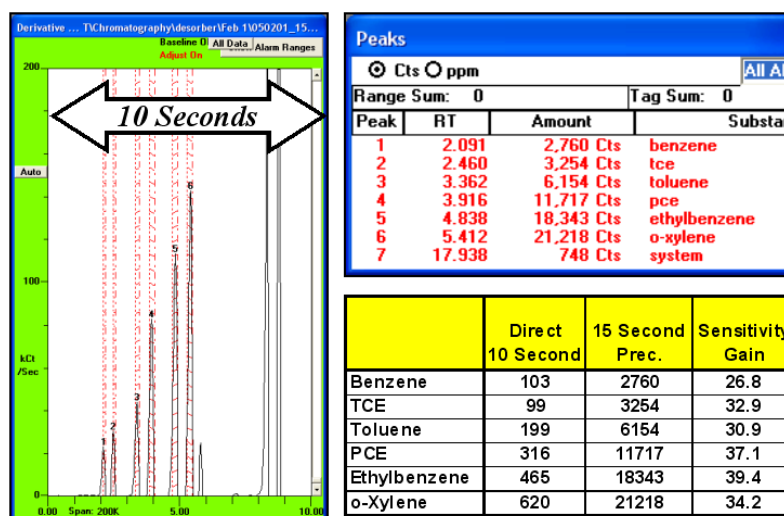 Derivative ... T\Chromatography\desorber\Feb 1\050201_15...
Baseline O All Data Alarm Ranges
Adjust On
200
10 Seconds
Auto
6
5
100
4
kCt
/Sec
3
2
1
0
0.00 Span: 200K 5.00 10.00
Peaks
Cts ppm All Al
Range Sum: 0 Tag Sum: 0
Peak RT Amount Substa
1 2.091 2,760 Cts benzene
2 2.460 3,254 Cts tce
3 3.362 6,154 Cts toluene
4 3.916 11,717 Cts pce
5 4.838 18,343 Cts ethylbenzene
6 5.412 21,218 Cts o-xylene
7 17.938 748 Cts system
Direct 15 Second Sensitivity
10 Second Prec. Gain
Benzene 103 2760 26.8
TCE 99 3254 32.9
Toluene 199 6154 30.9
PCE 316 11717 37.1
Ethylbenzene 465 18343 39.4
o-Xylene 620 21218 34.2